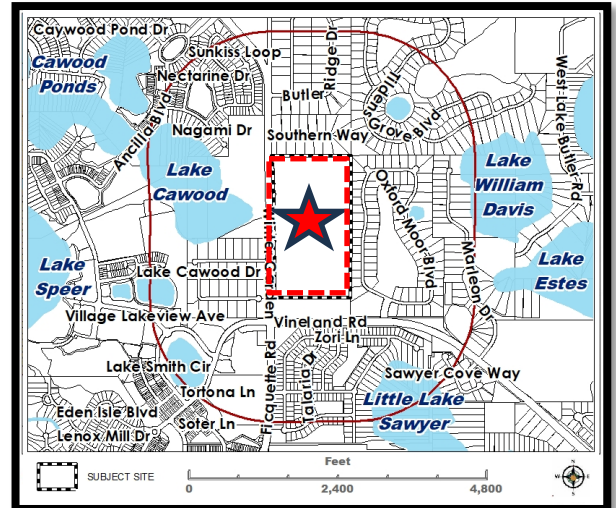 Caywood Pond Dr
Sunkiss Loop
Cawood
Ponds
Nectarine Dr
Butler
Ridge Dr
Tilden's
Grove Blvd
West Lake Butler Rd
Ancilla Blvd
Nagami Dr
Southern Way
Lake
Cawood
Oxford Moor Blvd
Lake
William
Davis
Lake
Speer
Lake Cawood Dr
Lake
Estes
Marleon Dr
Village Lakeview Ave
Vineland Rd
Zori Ln
Lake Smith Cir
Ficquette Rd
Talaria Dr
Sawyer Cove Way
Tortona Ln
Little Lake
Sawyer
Eden Isle Blvd
Soter Ln
Lenox Mill Dr
SUBJECT SITE
Feet
0 2,400 4,800
N
W E
S